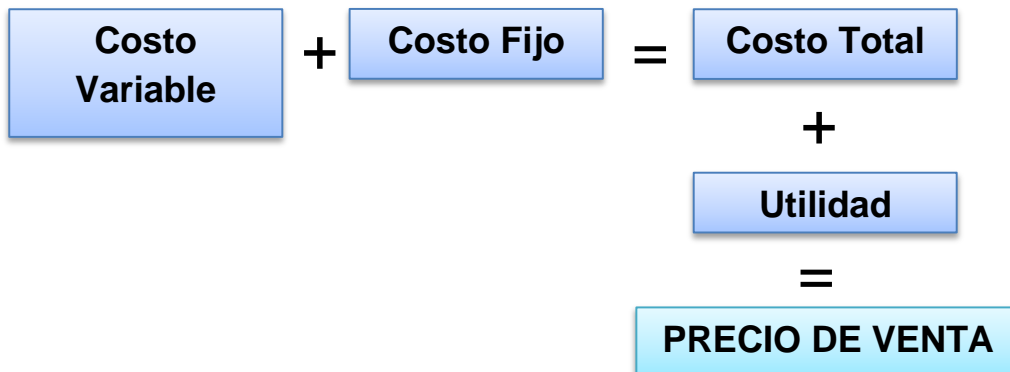 Costo
Variable
+
Costo Fijo
=
Costo Total
+
Utilidad
=
PRECIO DE VENTA